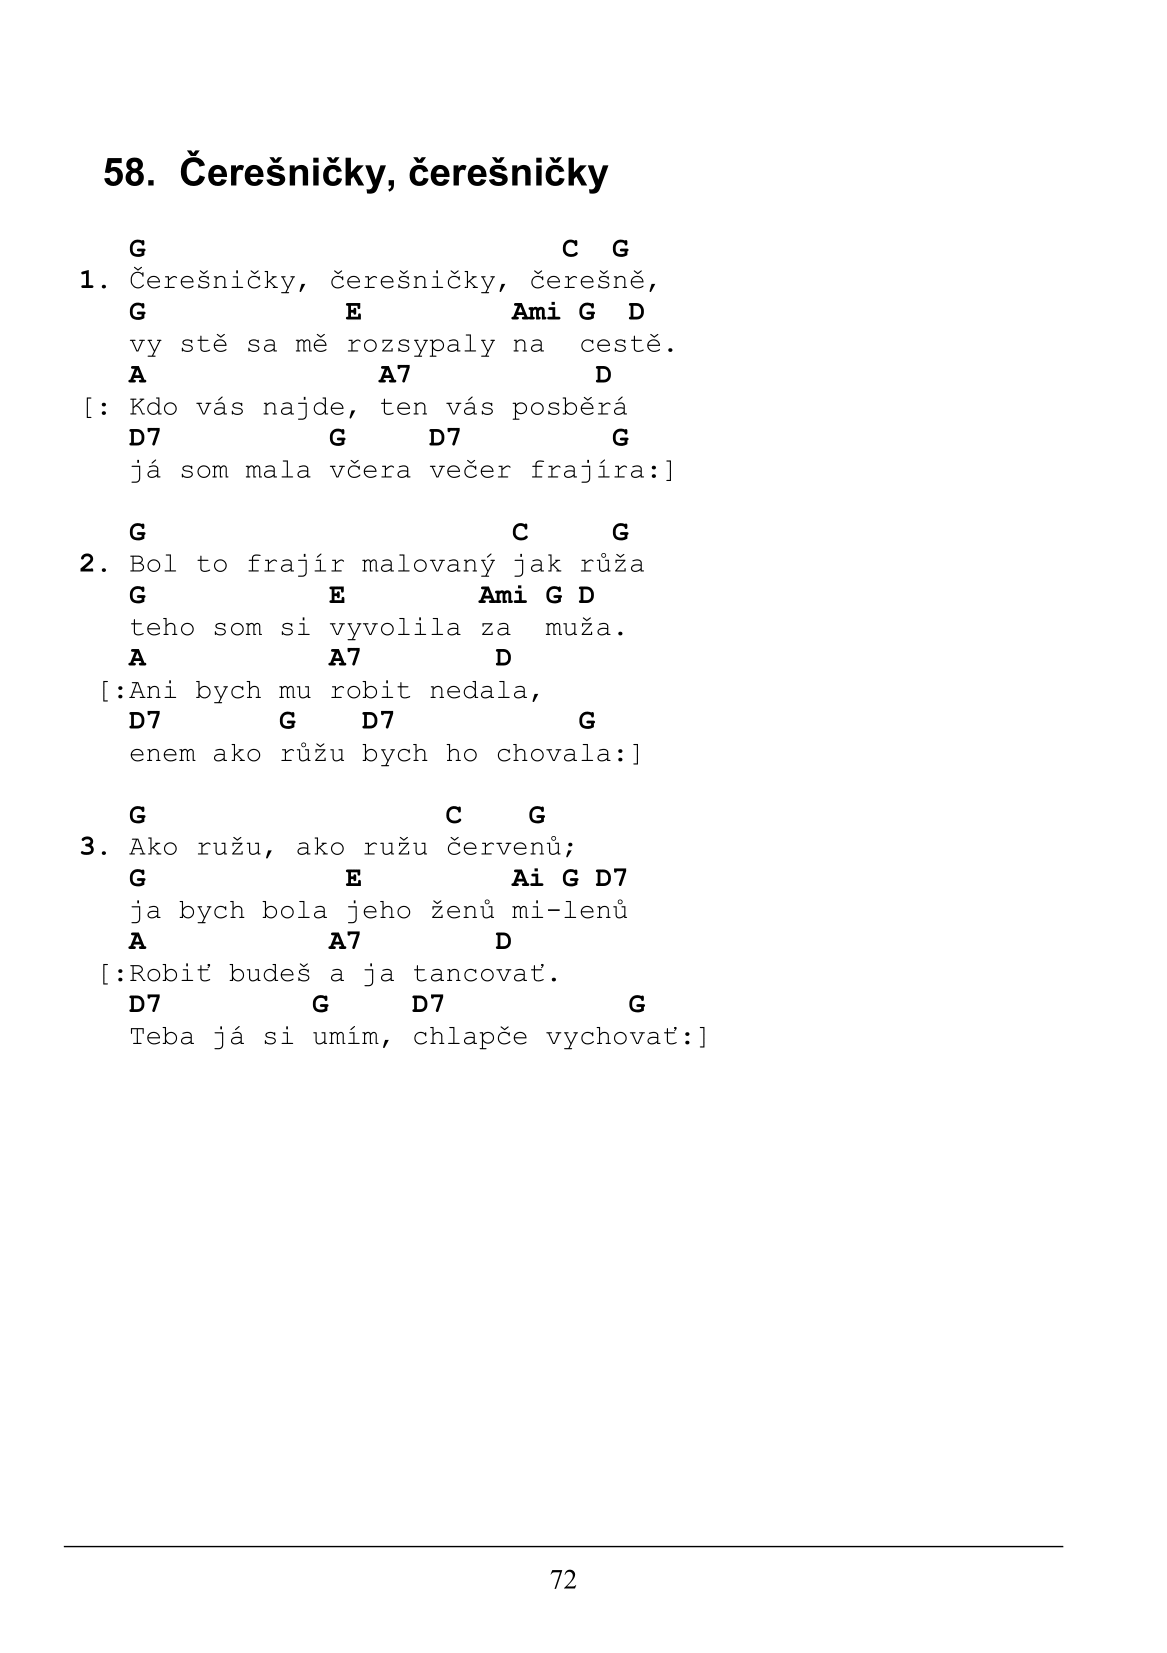 58. Čerešničky, čerešničky
G                         C  G
1. Čerešničky, čerešničky, čerešně,
G            E         Ami G  D
vy stě sa mě rozsypaly na  cestě.
A              A7           D
[: Kdo vás najde, ten vás posběrá
D7          G     D7         G
já som mala včera večer frajíra:]
G                      C     G
2. Bol to frajír malovaný jak růža
G           E        Ami G D
teho som si vyvolila za  muža.
A           A7        D
[:Ani bych mu robit nedala,
D7       G    D7           G
enem ako růžu bych ho chovala:]
G                  C    G
3. Ako ružu, ako ružu červenů;
G            E         Ai G D7
ja bych bola jeho ženů mi-lenů
A           A7        D
[:Robiť budeš a ja tancovať.
D7         G     D7           G
Teba já si umím, chlapče vychovať:]
72